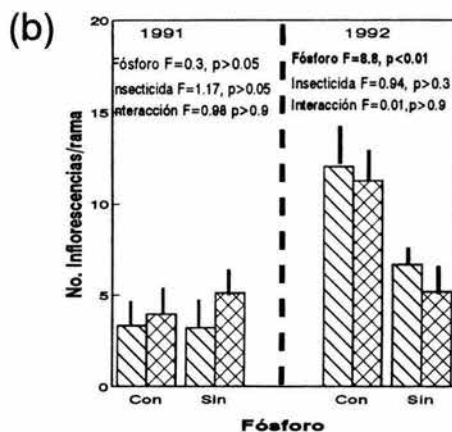 (b)
1991
1992
Fósforo F=0.3, p>0.05
nsecticida F=1.17, p>0.05
nteracción F=0.98 p>0.9
Fósforo F=8.8, p<0.01
Insecticida F=0.94, p>0.3
Interacción F=0.01,p>0.9
No. Inflorescencias/rama
20
15
10
5
0
Con
Sin
Con
Sin
Fósforo